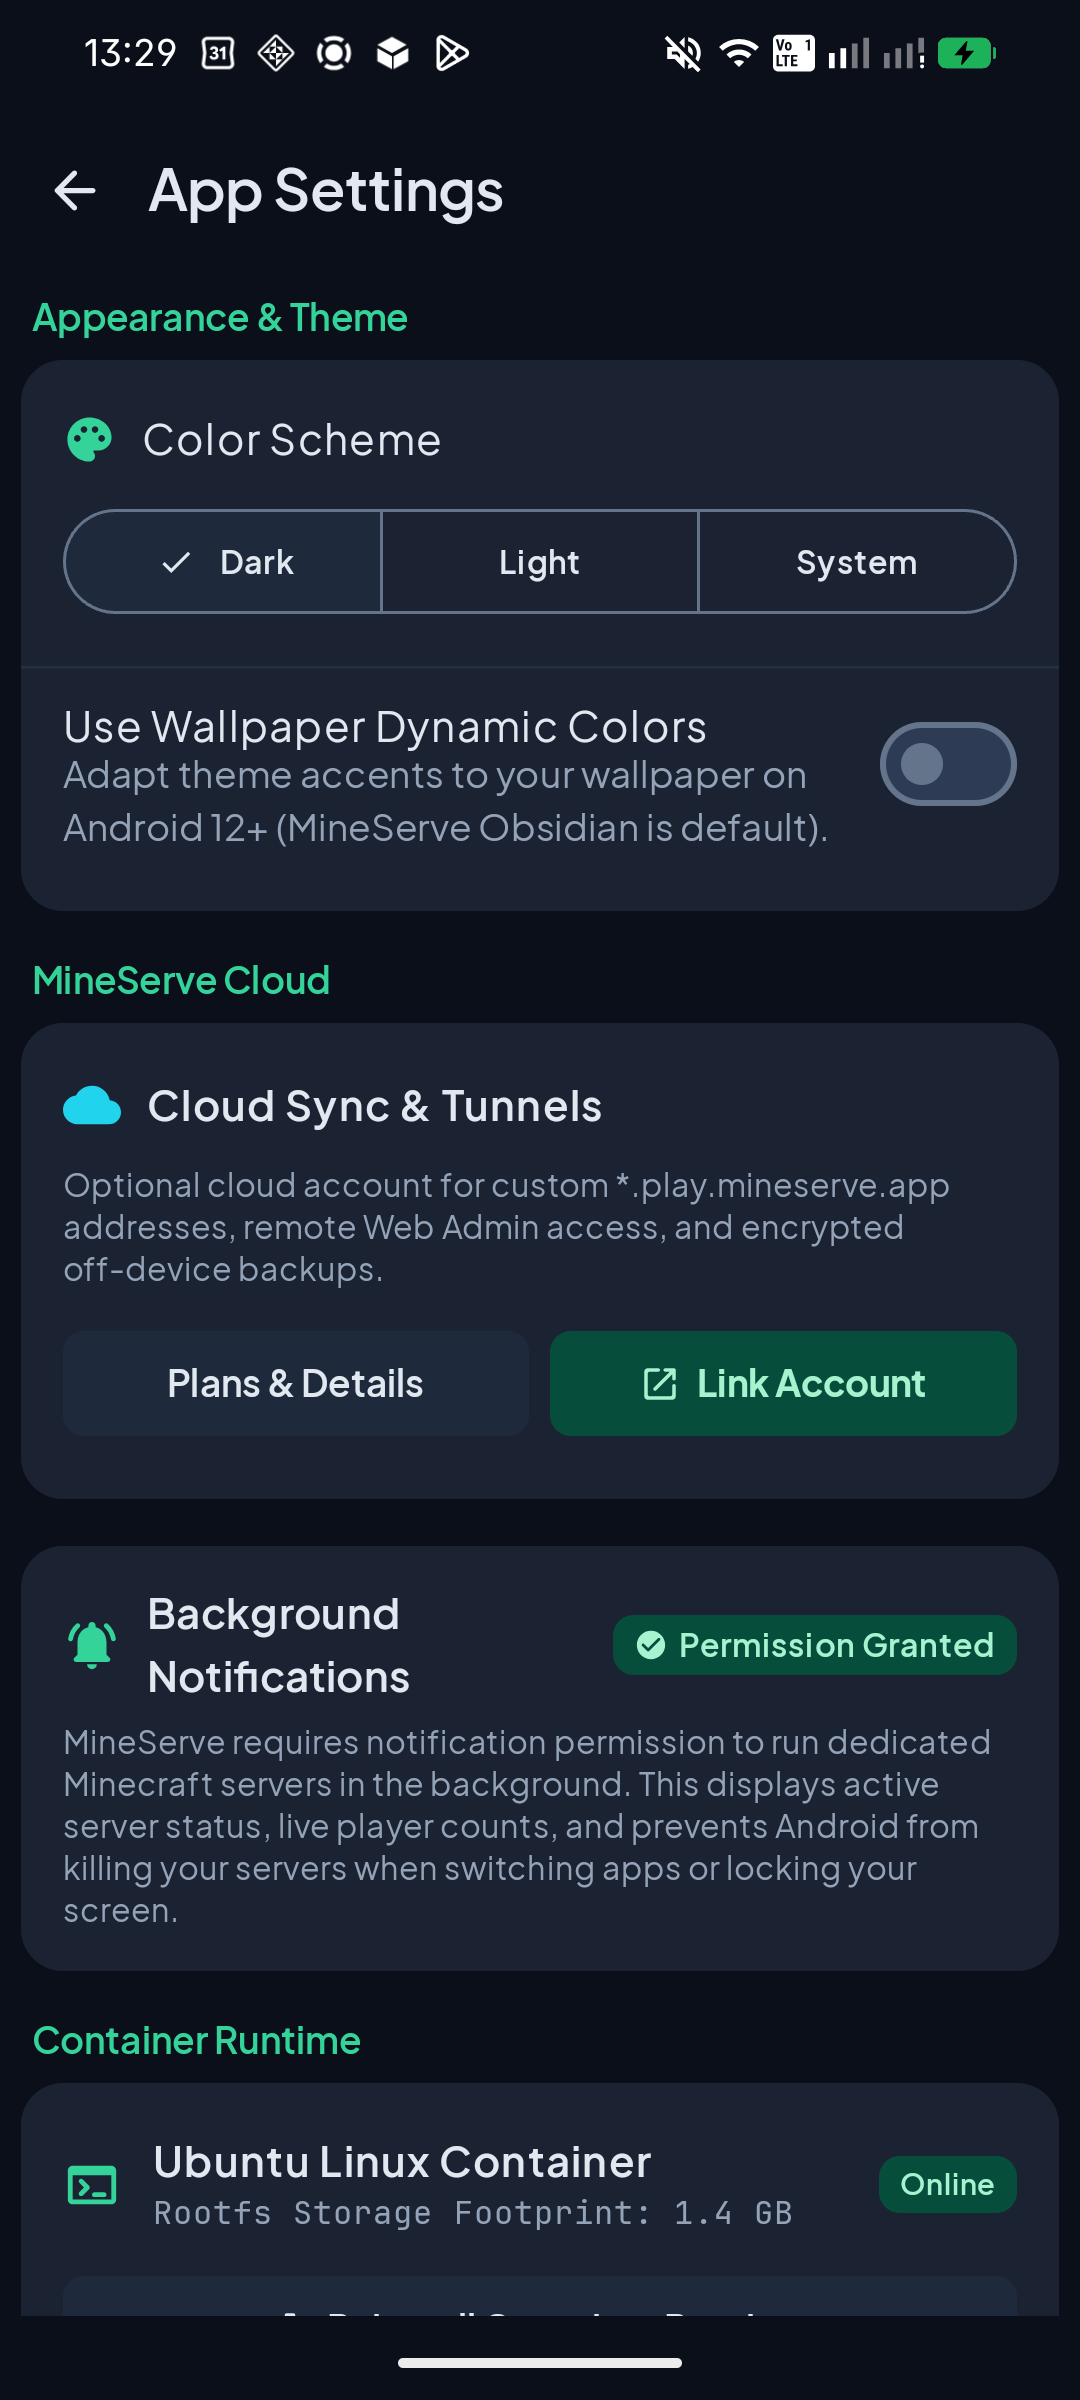 13:29
31
Vo 1
LTE
App Settings
Appearance & Theme
Color Scheme
Dark
Light
System
Use Wallpaper Dynamic Colors
Adapt theme accents to your wallpaper on
Android 12+ (MineServe Obsidian is default).
MineServe Cloud
Cloud Sync & Tunnels
Optional cloud account for custom *.play.mineserve.app
addresses, remote Web Admin access, and encrypted
off-device backups.
Plans & Details
Link Account
Background
Notifications
Permission Granted
MineServe requires notification permission to run dedicated
Minecraft servers in the background. This displays active
server status, live player counts, and prevents Android from
killing your servers when switching apps or locking your
screen.
Container Runtime
Ubuntu Linux Container
Rootfs Storage Footprint: 1.4 GB
Online